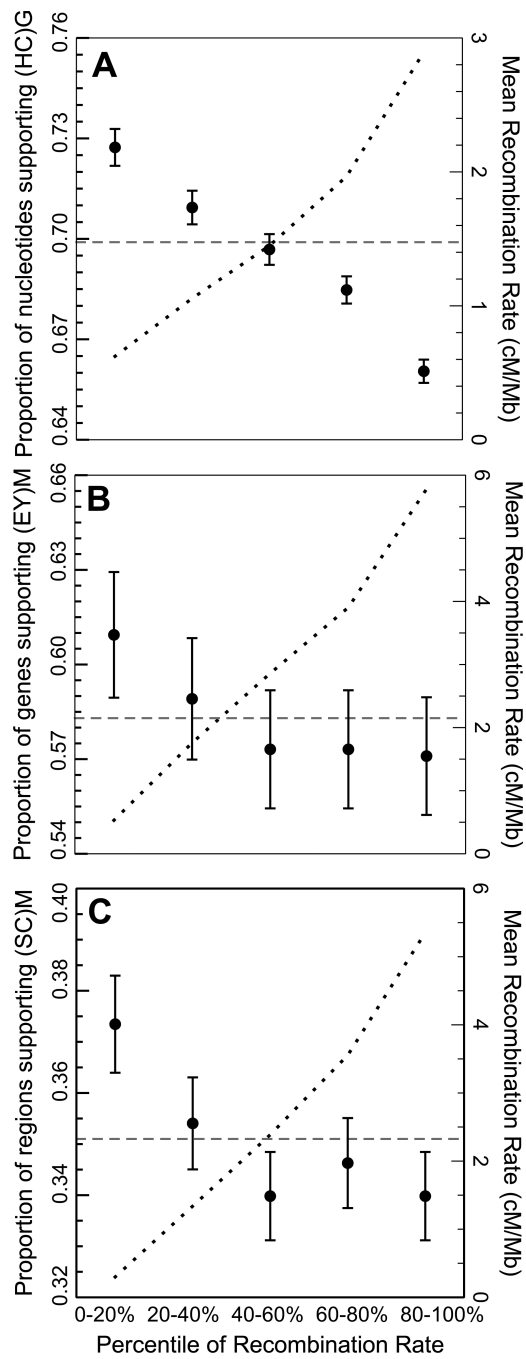 A
Proportion of nucleotides supporting (HC)G
0.76
0.73
0.70
0.67
0.64
3
2
1
0
Mean Recombination Rate (cM/Mb)
B
Proportion of genes supporting (EY)M
0.66
0.63
0.60
0.57
0.54
6
4
2
0
Mean Recombination Rate (cM/Mb)
C
Proportion of regions supporting (SC)M
0.40
0.38
0.36
0.34
0.32
6
4
2
0
Mean Recombination Rate (cM/Mb)
0-20% 20-40% 40-60% 60-80% 80-100%
Percentile of Recombination Rate